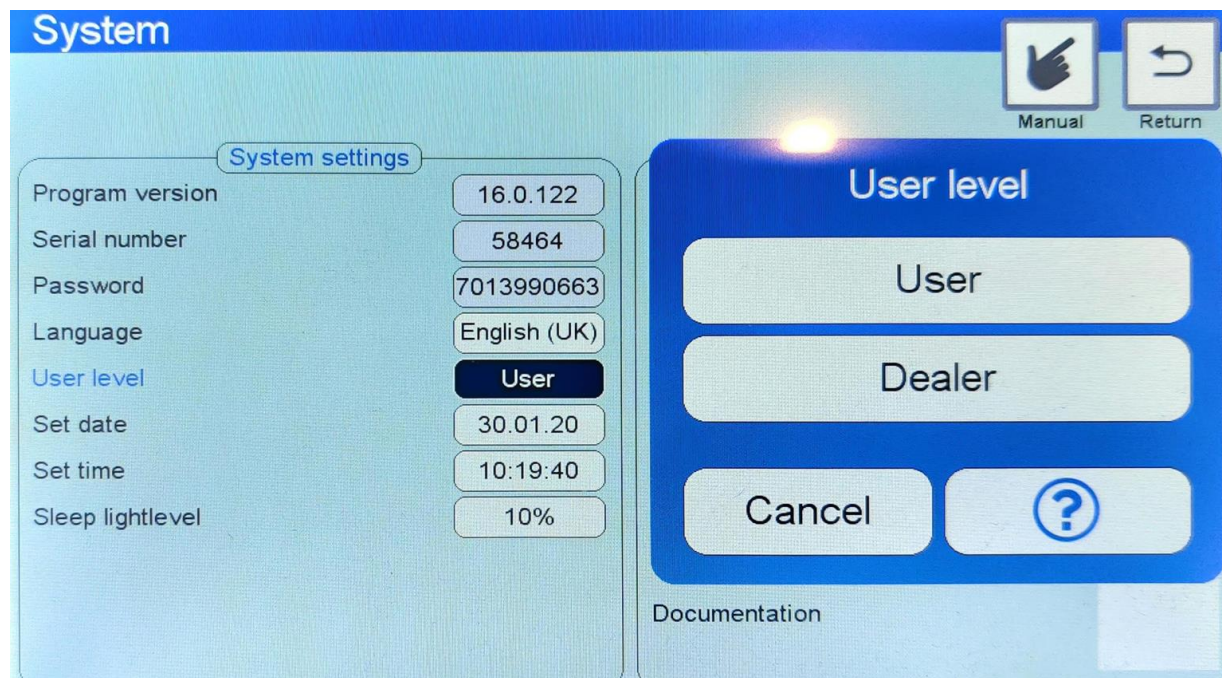 System
Manual
Return
System settings
Program version 16.0.122
Serial number 58464
Password 7013990663
Language English (UK)
User level User
Set date 30.01.20
Set time 10:19:40
Sleep lightlevel 10%
User level
User
Dealer
Cancel
?
Documentation